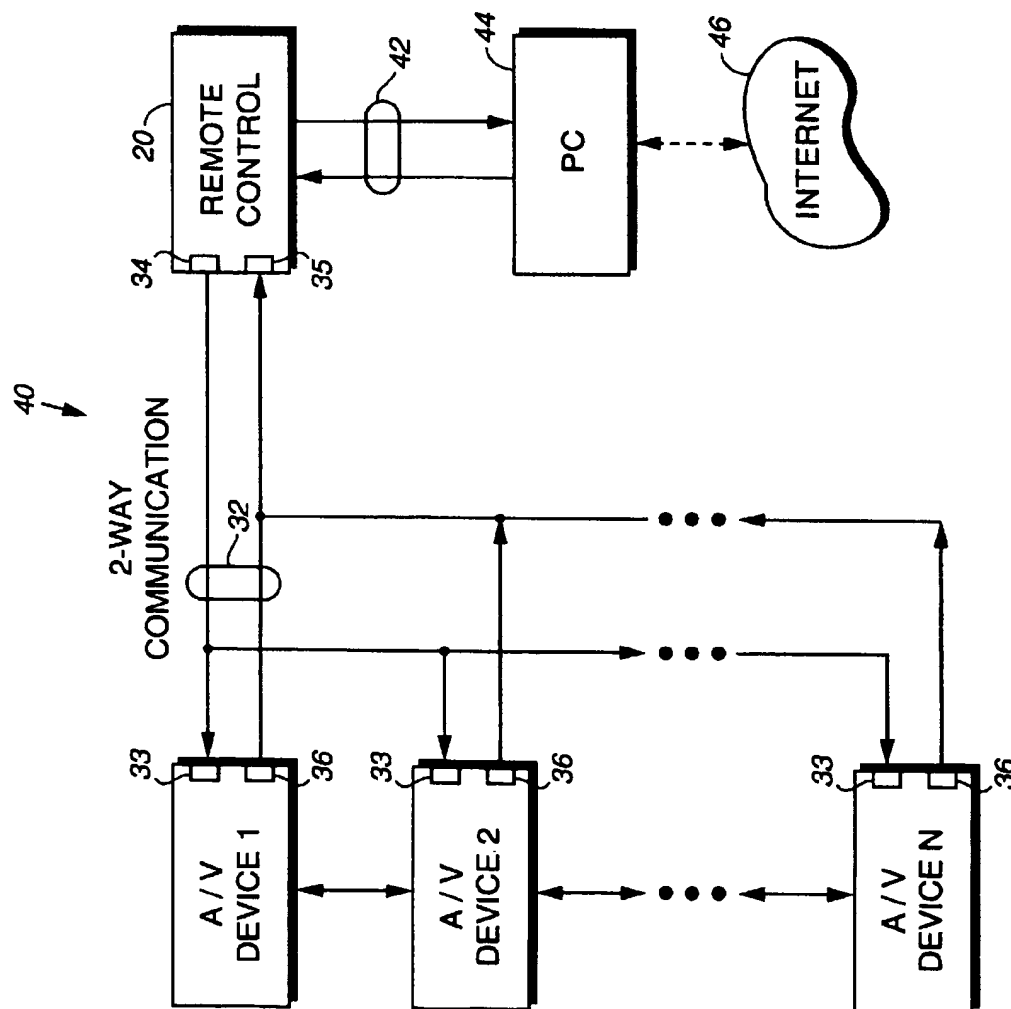 40
2-WAY
COMMUNICATION
32
A / V
DEVICE 1
33
36
A / V
DEVICE 2
33
36
A / V
DEVICE N
33
36
34
35
20
REMOTE
CONTROL
42
44
PC
46
INTERNET